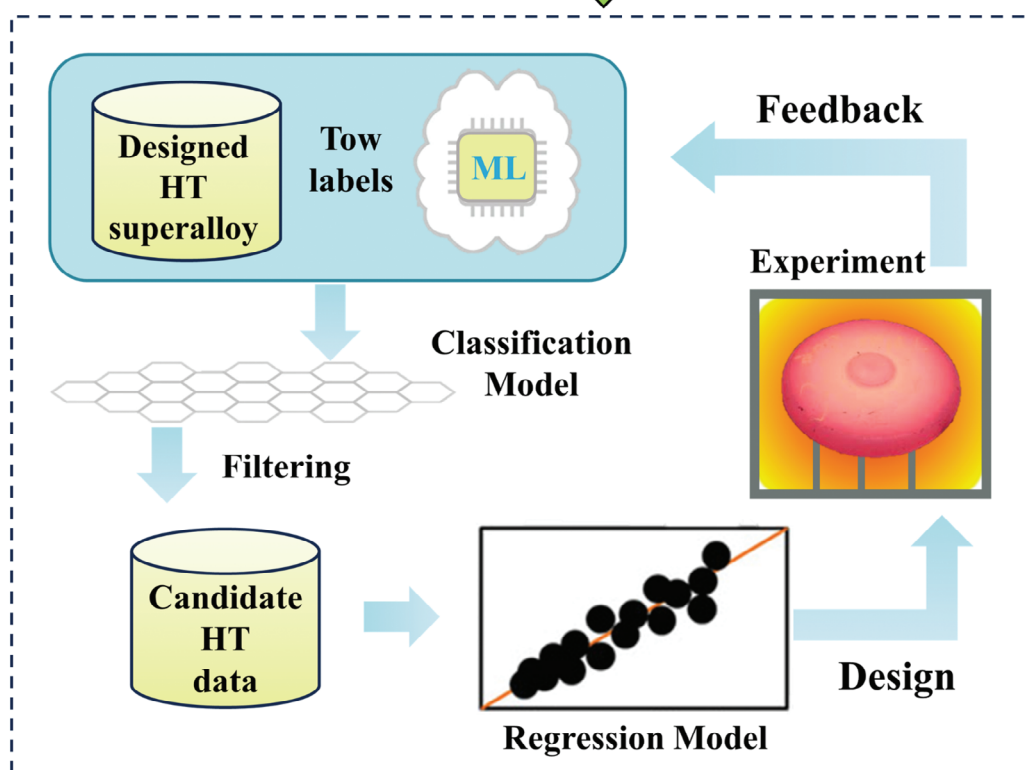 Designed
HT
superalloy
Tow
labels
ML
Feedback
Experiment
Classification
Model
Filtering
Candidate
HT
data
Regression Model
Design